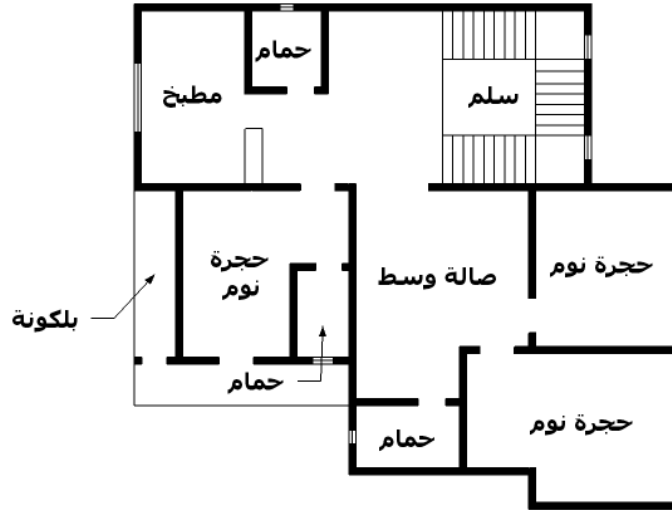 حمام
مطبخ
سلم
حجرة
نوم
حجرة نوم
صالة وسط
بلكونة
حمام
حجرة نوم
حمام